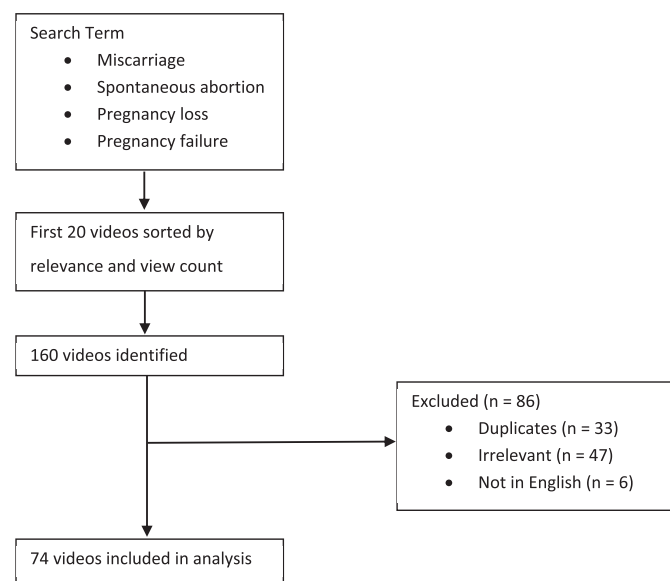 Search Term
• Miscarriage
• Spontaneous abortion
• Pregnancy loss
• Pregnancy failure
First 20 videos sorted by
relevance and view count
160 videos identified
Excluded (n = 86)
• Duplicates (n = 33)
• Irrelevant (n = 47)
• Not in English (n = 6)
74 videos included in analysis